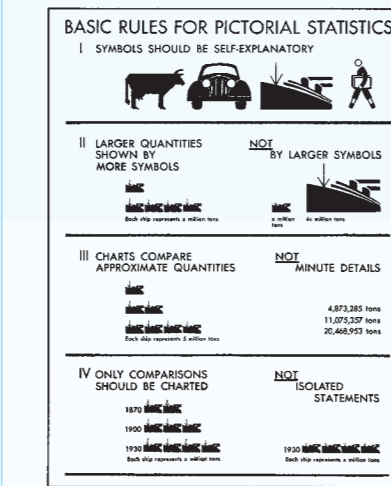 BASIC RULES FOR PICTORIAL STATISTICS
I SYMBOLS SHOULD BE SELF-EXPLANATORY
II LARGER QUANTITIES
SHOWN BY
MORE SYMBOLS
Each ship represents a million tons
NOT
BY LARGER SYMBOLS
a million
tons
4x million tons
III CHARTS COMPARE
APPROXIMATE QUANTITIES
Each ship represents 5 million tons
NOT
MINUTE DETAILS
4,873,285 tons
11,075,357 tons
20,468,953 tons
IV ONLY COMPARISONS
SHOULD BE CHARTED
1870
1900
1930
Each ship represents a million tons
NOT
ISOLATED
STATEMENTS
1930
Each ship represents a million tons